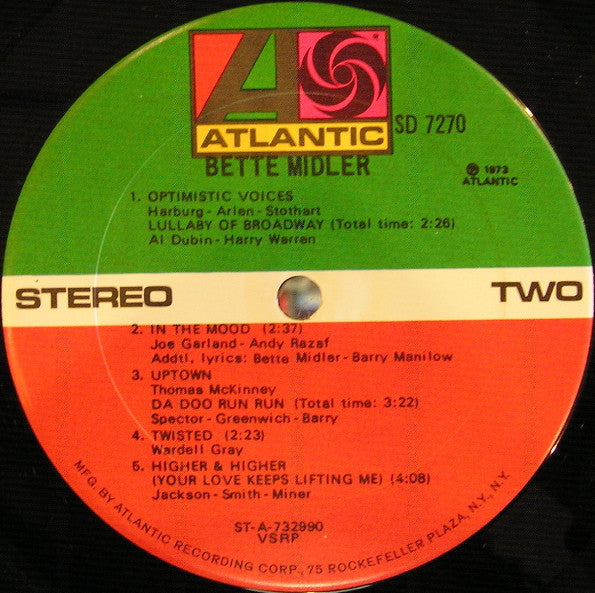 ATLANTIC
SD 7270
BETTE MIDLER
℗ 1973
ATLANTIC
1. OPTIMISTIC VOICES
Harburg - Arlen - Stothart
LULLABY OF BROADWAY (Total time: 2:26)
Al Dubin - Harry Warren
STEREO
TWO
2. IN THE MOOD (2:37)
Joe Garland - Andy Razaf
Addtl. lyrics: Bette Midler - Barry Manilow
3. UPTOWN
Thomas McKinney
DA DOO RUN RUN (Total time: 3:22)
Spector - Greenwich - Barry
4. TWISTED (2:23)
Wardell Gray
5. HIGHER & HIGHER
(YOUR LOVE KEEPS LIFTING ME) (4:08)
Jackson - Smith - Miner
ST-A-732990
VSRP
MFG. BY ATLANTIC RECORDING CORP., 75 ROCKEFELLER PLAZA, N.Y., N.Y.